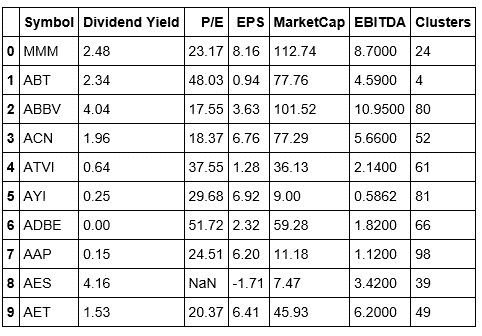 Symbol Dividend Yield P/E EPS MarketCap EBITDA Clusters
0 MMM 2.48 23.17 8.16 112.74 8.7000 24
1 ABT 2.34 48.03 0.94 77.76 4.5900 4
2 ABBV 4.04 17.55 3.63 101.52 10.9500 80
3 ACN 1.96 18.37 6.76 77.29 5.6600 52
4 ATVI 0.64 37.55 1.28 36.13 2.1400 61
5 AYI 0.25 29.68 6.92 9.00 0.5862 81
6 ADBE 0.00 51.72 2.32 59.28 1.8200 66
7 AAP 0.15 24.51 6.20 11.18 1.1200 98
8 AES 4.16 NaN -1.71 7.47 3.4200 39
9 AET 1.53 20.37 6.41 45.93 6.2000 49